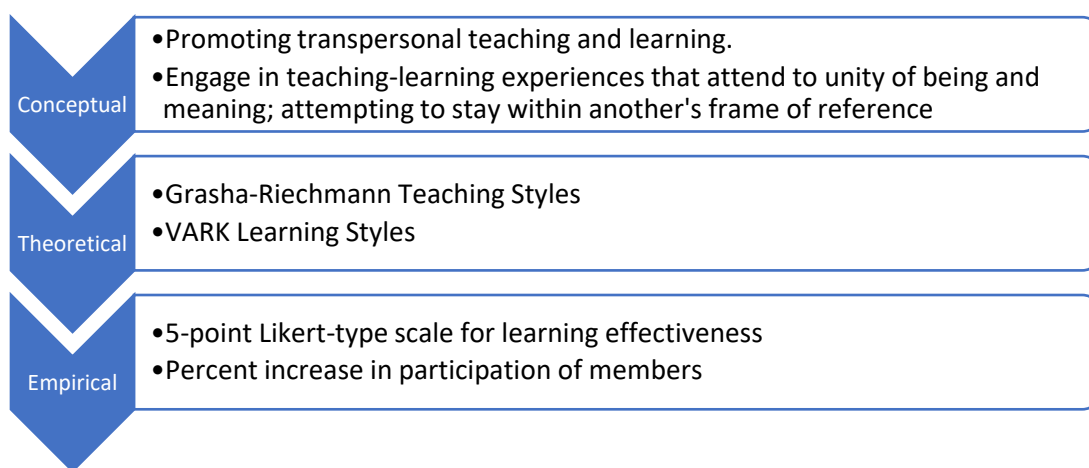 Conceptual
•Promoting transpersonal teaching and learning.
•Engage in teaching-learning experiences that attend to unity of being and
meaning; attempting to stay within another's frame of reference
Theoretical
•Grasha-Riechmann Teaching Styles
•VARK Learning Styles
Empirical
•5-point Likert-type scale for learning effectiveness
•Percent increase in participation of members